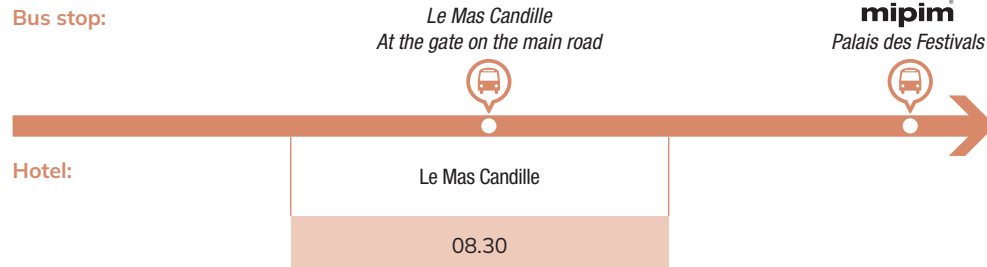 Bus stop:
Le Mas Candille
At the gate on the main road
mipim
Palais des Festivals
Hotel:
Le Mas Candille
08.30